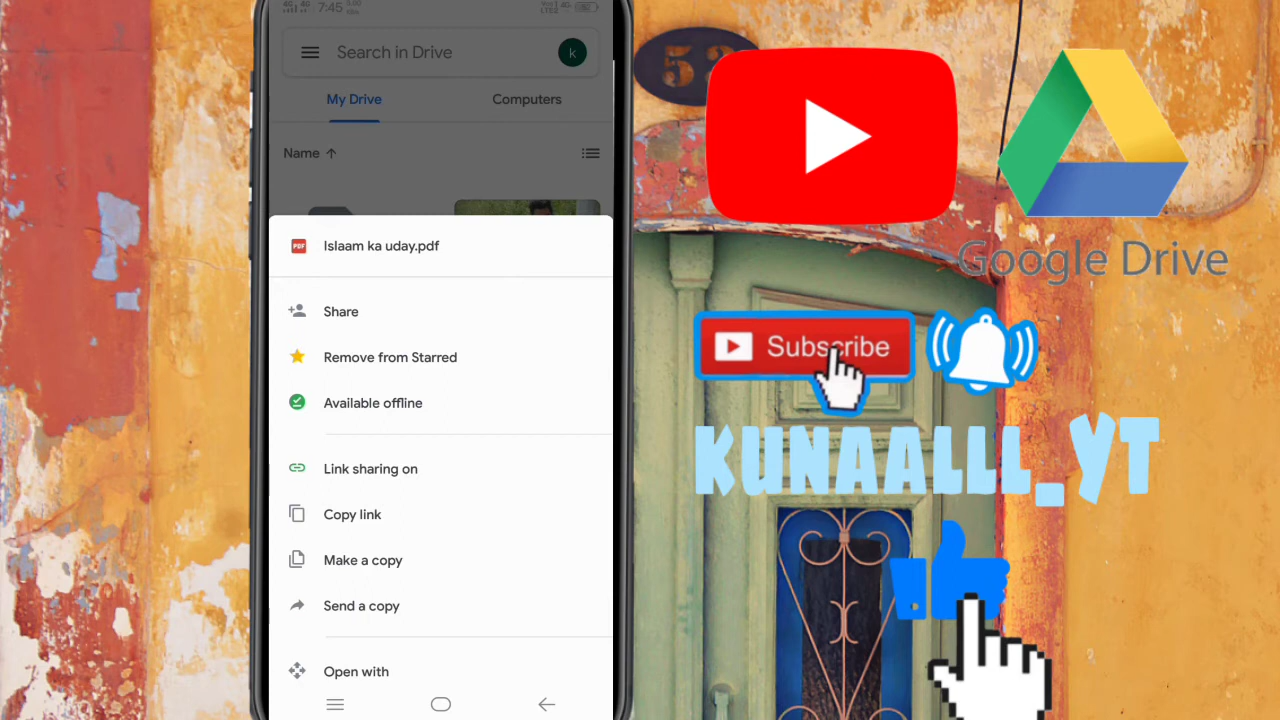 7:45
Search in Drive
k
My Drive
Computers
Name
PDF
Islaam ka uday.pdf
Share
Remove from Starred
Available offline
Link sharing on
Copy link
Make a copy
Send a copy
Open with
Google Drive
Subscribe
KUNAALLL_YT